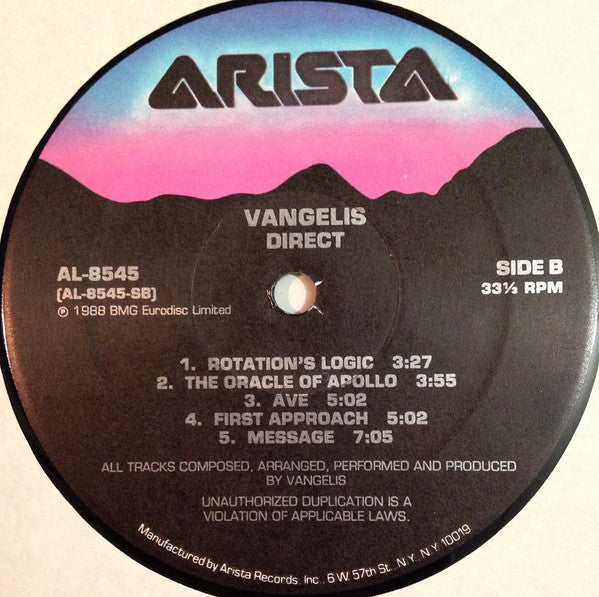 ARISTA
VANGELIS
DIRECT
AL-8545
(AL-8545-SB)
℗ 1988 BMG Eurodisc Limited
SIDE B
33⅓ RPM
1. ROTATION'S LOGIC 3:27
2. THE ORACLE OF APOLLO 3:55
3. AVE 5:02
4. FIRST APPROACH 5:02
5. MESSAGE 7:05
ALL TRACKS COMPOSED, ARRANGED, PERFORMED AND PRODUCED
BY VANGELIS
UNAUTHORIZED DUPLICATION IS A
VIOLATION OF APPLICABLE LAWS.
Manufactured by Arista Records, Inc., 6 W. 57th St., N.Y. N.Y. 10019